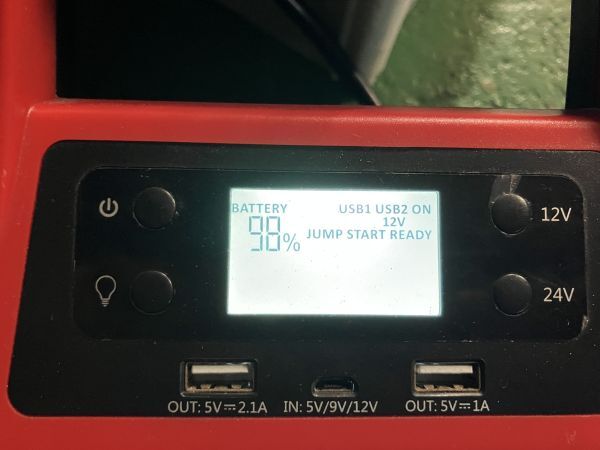 BATTERY
98%
USB1 USB2 ON
12V
JUMP START READY
12V
24V
OUT: 5V⎓2.1A
IN: 5V/9V/12V
OUT: 5V⎓1A